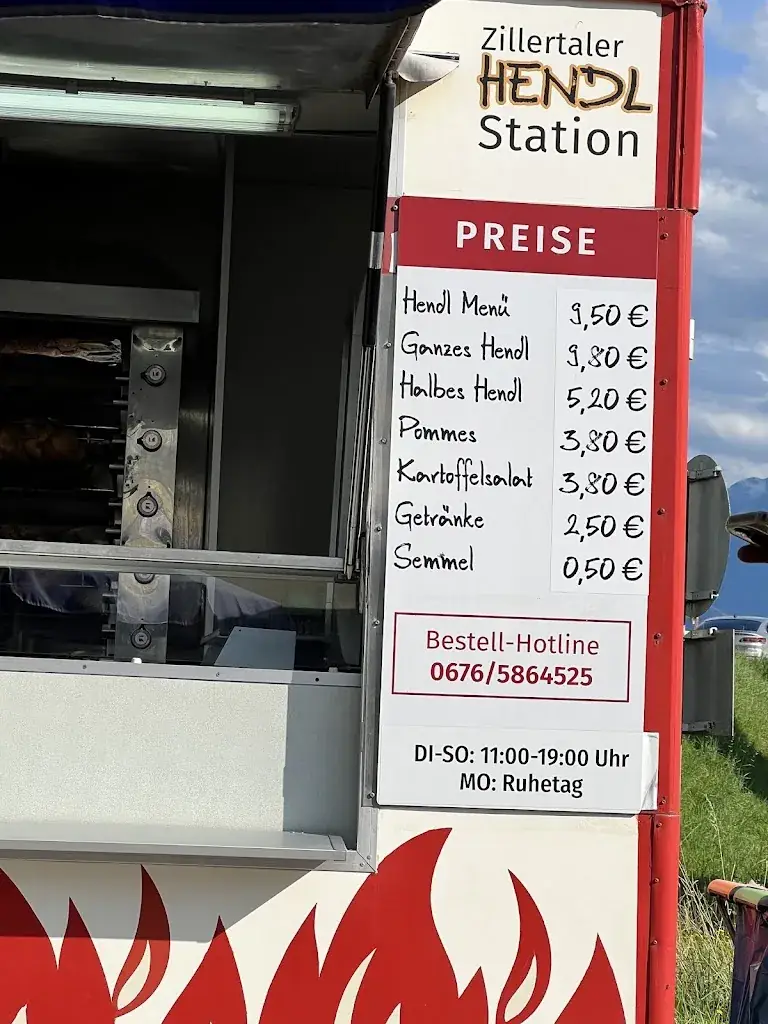 Zillertaler
HENDL
Station
PREISE
Hendl Menü 9,50 €
Ganzes Hendl 9,80 €
Halbes Hendl 5,20 €
Pommes 3,80 €
Kartoffelsalat 3,80 €
Getränke 2,50 €
Semmel 0,50 €
Bestell-Hotline
0676/5864525
DI-SO: 11:00-19:00 Uhr
MO: Ruhetag